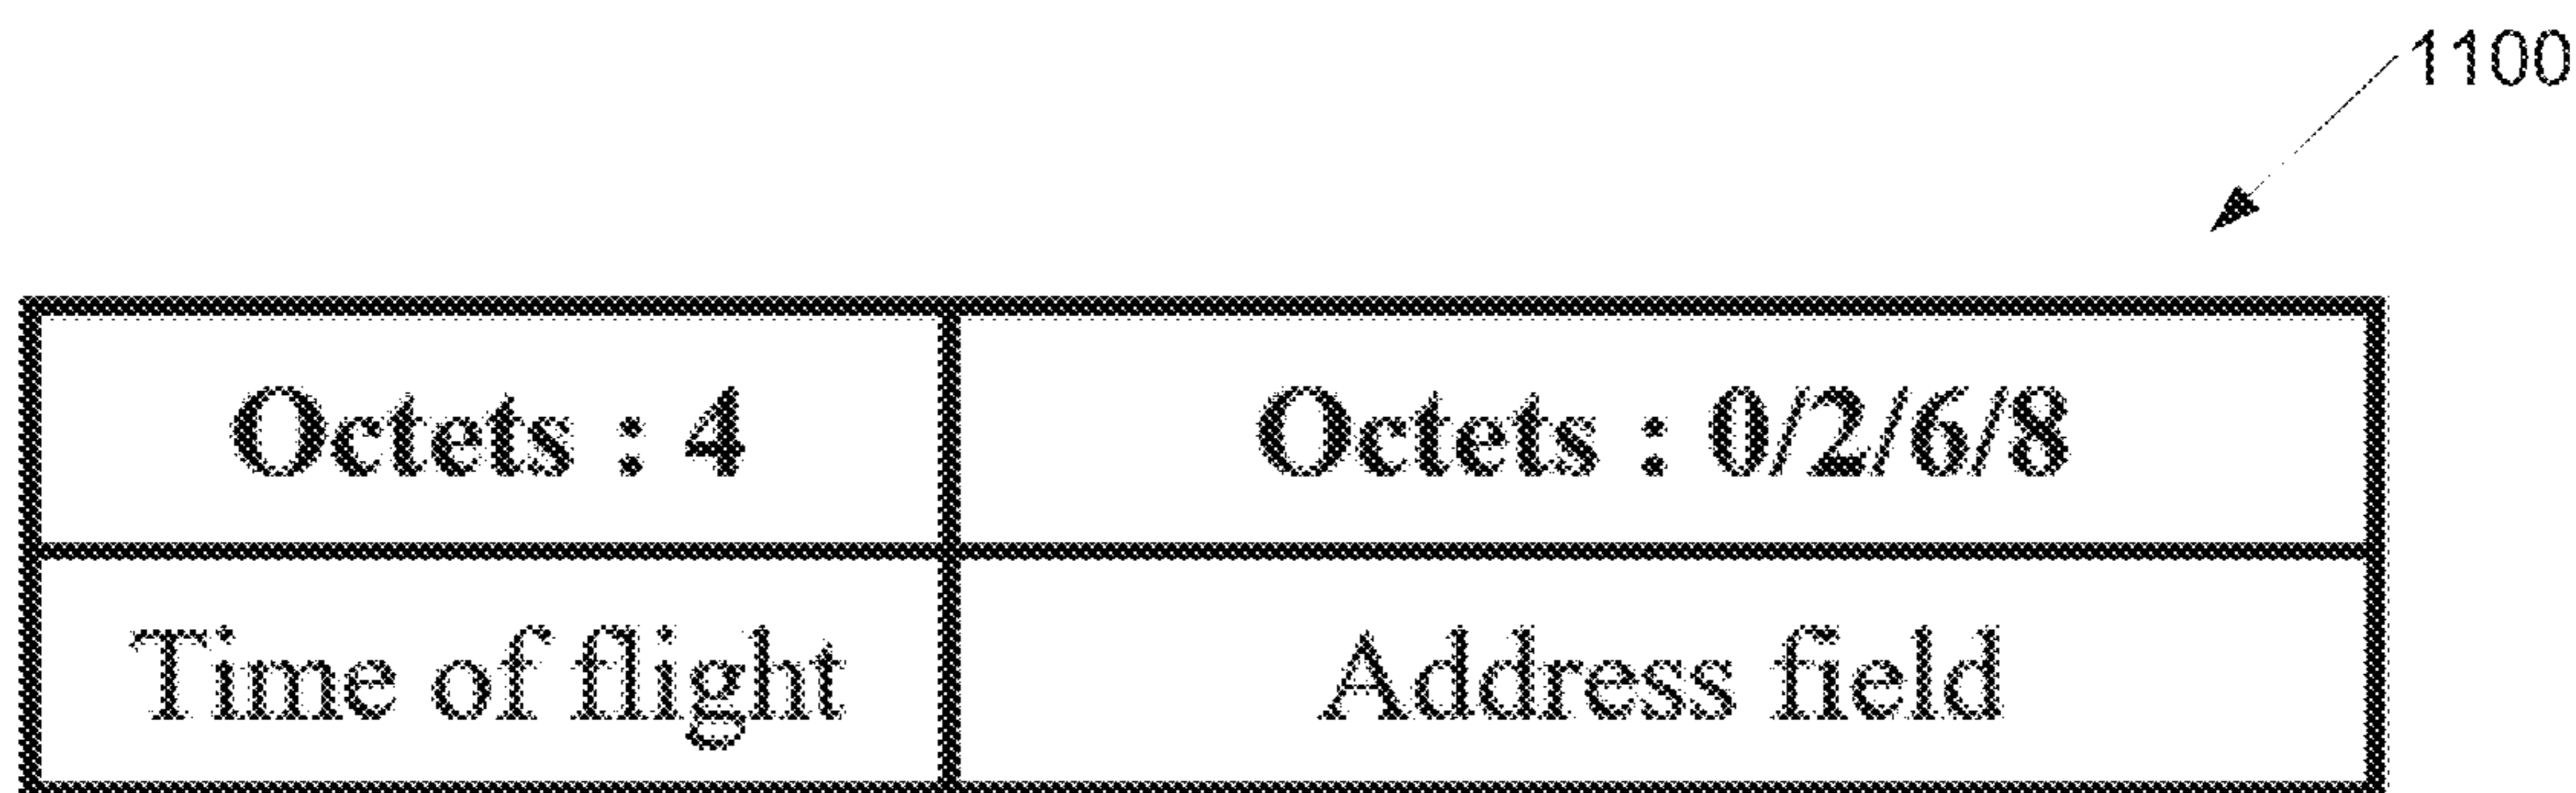 1100
Octets : 4 Octets : 0/2/6/8
Time of flight Address field